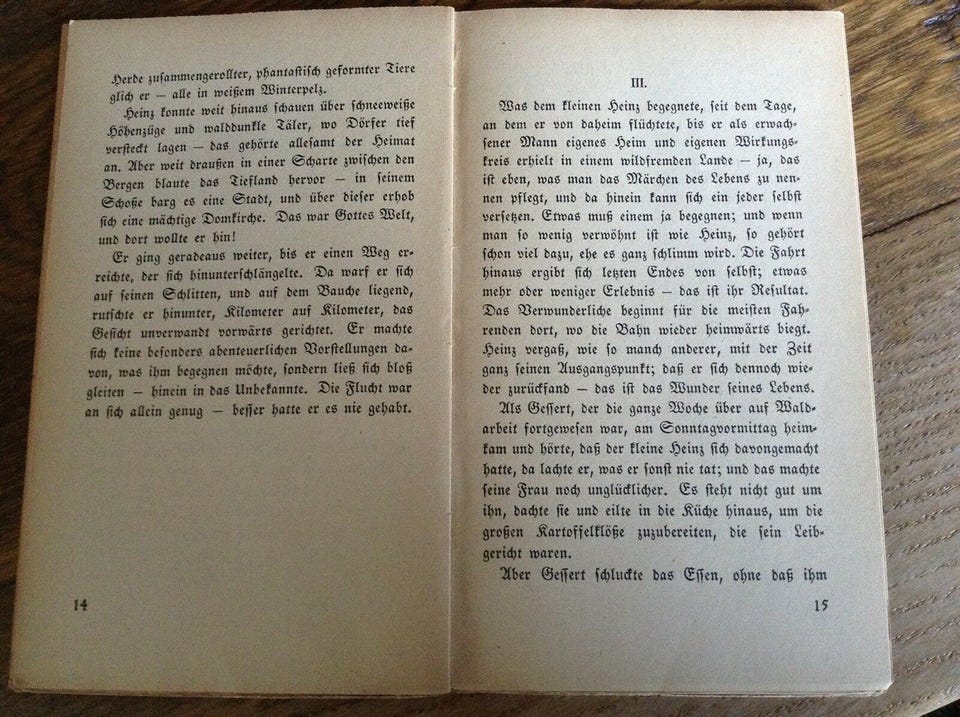 Herde zusammengerollter, phantastisch geformter Tiere
glich er — alle in weißem Winterpelz.
Heinz konnte weit hinaus schauen über schneeweiße
Höhenzüge und walddunkle Täler, wo Dörfer tief
versteckt lagen — das gehörte allesamt der Heimat
an. Aber weit draußen in einer Scharte zwischen den
Bergen blaute das Tiefland hervor — in seinem
Schoße barg es eine Stadt, und über dieser erhob
sich eine mächtige Domkirche. Das war Gottes Welt,
und dort wollte er hin!
Er ging geradeaus weiter, bis er einen Weg er-
reichte, der sich hinunterschlängelte. Da warf er sich
auf seinen Schlitten, und auf dem Bauche liegend,
rutschte er hinunter, Kilometer auf Kilometer, das
Gesicht unverwandt vorwärts gerichtet. Er machte
sich keine besonders abenteuerlichen Vorstellungen da-
von, was ihm begegnen möchte, sondern ließ sich bloß
gleiten — hinein in das Unbekannte. Die Flucht war
an sich allein genug — besser hatte er es nie gehabt.
14
III.
Was dem kleinen Heinz begegnete, seit dem Tage,
an dem er von daheim flüchtete, bis er als erwach-
sener Mann eigenes Heim und eigenen Wirkungs-
kreis erhielt in einem wildfremden Lande — ja, das
ist eben, was man das Märchen des Lebens zu nen-
nen pflegt, und da hinein kann sich ein jeder selbst
versetzen. Etwas muß einem ja begegnen; und wenn
man so wenig verwöhnt ist wie Heinz, so gehört
schon viel dazu, ehe es ganz schlimm wird. Die Fahrt
hinaus ergibt sich letzten Endes von selbst; etwas
mehr oder weniger Erlebnis — das ist ihr Resultat.
Das Verwunderliche beginnt für die meisten Fah-
renden dort, wo die Bahn wieder heimwärts biegt.
Heinz vergaß, wie so manch anderer, mit der Zeit
ganz seinen Ausgangspunkt; daß er sich dennoch wie-
der zurückfand — das ist das Wunder seines Lebens.
Als Gessert, der die ganze Woche über auf Wald-
arbeit fortgewesen war, am Sonntagvormittag heim-
kam und hörte, daß der kleine Heinz sich davongemacht
hatte, da lachte er, was er sonst nie tat; und das machte
seine Frau noch unglücklicher. Es steht nicht gut um
ihn, dachte sie und eilte in die Küche hinaus, um die
großen Kartoffelklöße zuzubereiten, die sein Leib-
gericht waren.
Aber Gessert schluckte das Essen, ohne daß ihm
15